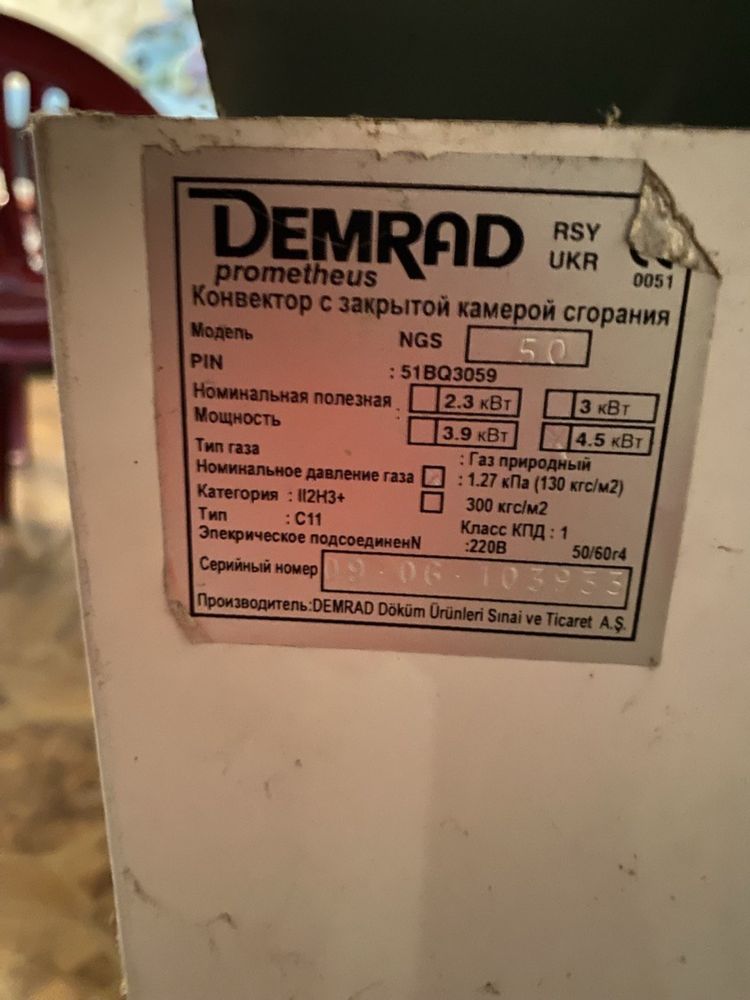 DEMRAD RSY
prometheus UKR 0051
Конвектор с закрытой камерой сгорания
Модель NGS 50
PIN : 51BQ3059
Номинальная полезная 2.3 кВт 3 кВт
Мощность 3.9 кВт 4.5 кВт
Тип газа : Газ природный
Номинальное давление газа : 1.27 кПа (130 кгс/м2)
Категория : II2H3+ 300 кгс/м2
Тип : C11 Класс КПД : 1
Электрическое подсоединенN :220В 50/60г4
Серийный номер 09-06-103933
Производитель:DEMRAD Döküm Ürünleri Sınai ve Ticaret A.Ş.